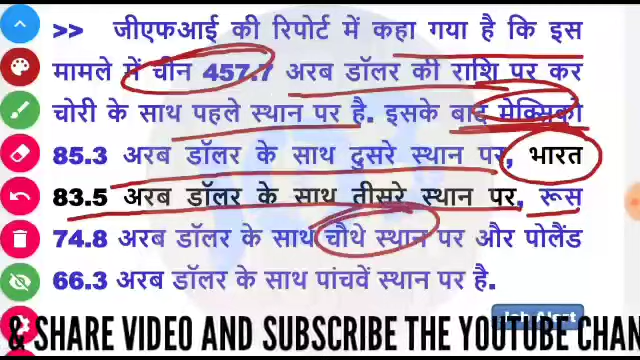 >> जीएफआई की रिपोर्ट में कहा गया है कि इस
मामले में चीन 457.7 अरब डॉलर की राशि पर कर
चोरी के साथ पहले स्थान पर है. इसके बाद मेक्सिको
85.3 अरब डॉलर के साथ दुसरे स्थान पर, भारत
83.5 अरब डॉलर के साथ तीसरे स्थान पर, रूस
74.8 अरब डॉलर के साथ चौथे स्थान पर और पोलैंड
66.3 अरब डॉलर के साथ पांचवें स्थान पर है.
Job Alert
& SHARE VIDEO AND SUBSCRIBE THE YOUTUBE CHAN